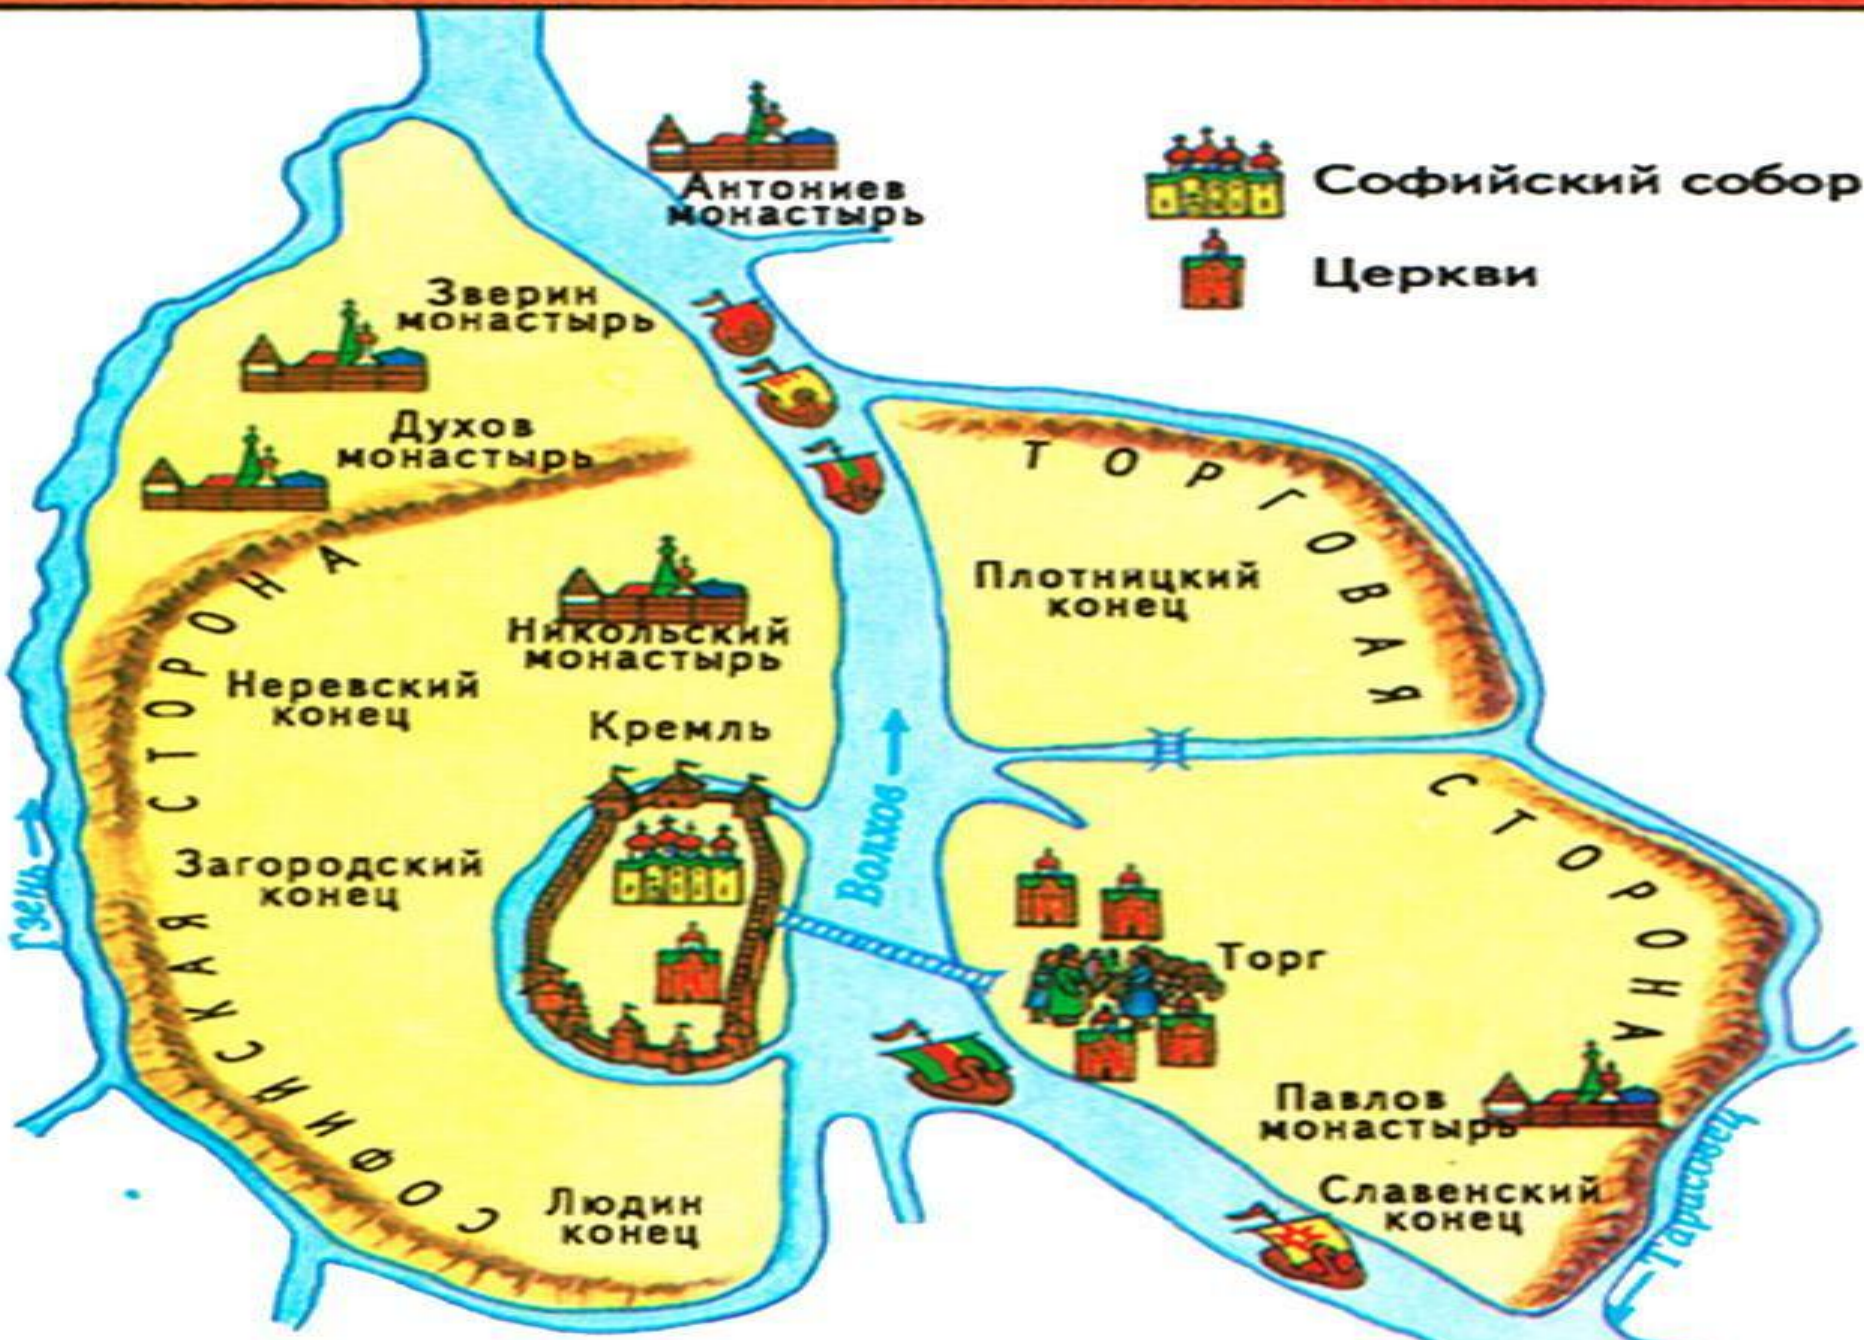 Антониев
монастырь
Софийский собор
Церкви
Зверин
монастырь
Духов
монастырь
ТОРГОВАЯ
СТОРОНА
Плотницкий
конец
Никольский
монастырь
Неревский
конец
Кремль
СОФИЙСКАЯ СТОРОНА
Загородский
конец
Волхов
Гзень
Торг
Павлов
монастырь
Славенский
конец
Тарасовец
Людин
конец